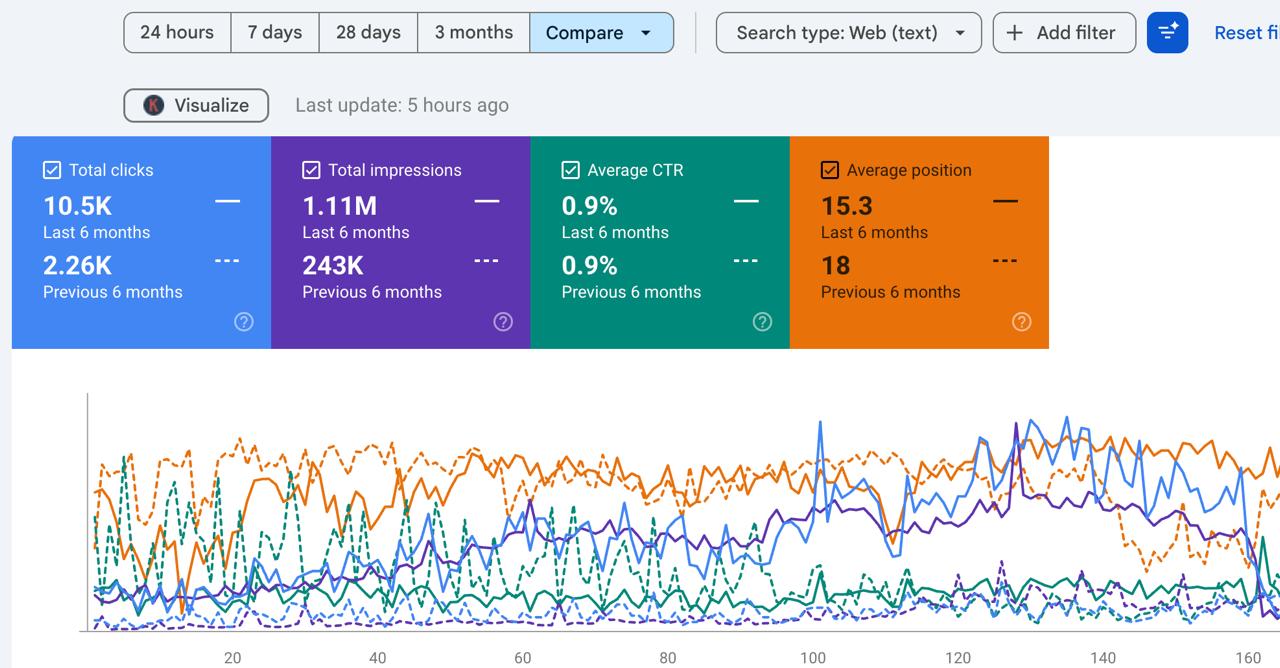 24 hours 7 days 28 days 3 months Compare Search type: Web (text) + Add filter Reset fil
K Visualize Last update: 5 hours ago
Total clicks Total impressions Average CTR Average position
10.5K 1.11M 0.9% 15.3
Last 6 months Last 6 months Last 6 months Last 6 months
2.26K 243K 0.9% 18
Previous 6 months Previous 6 months Previous 6 months Previous 6 months
? ? ? ?
20 40 60 80 100 120 140 160